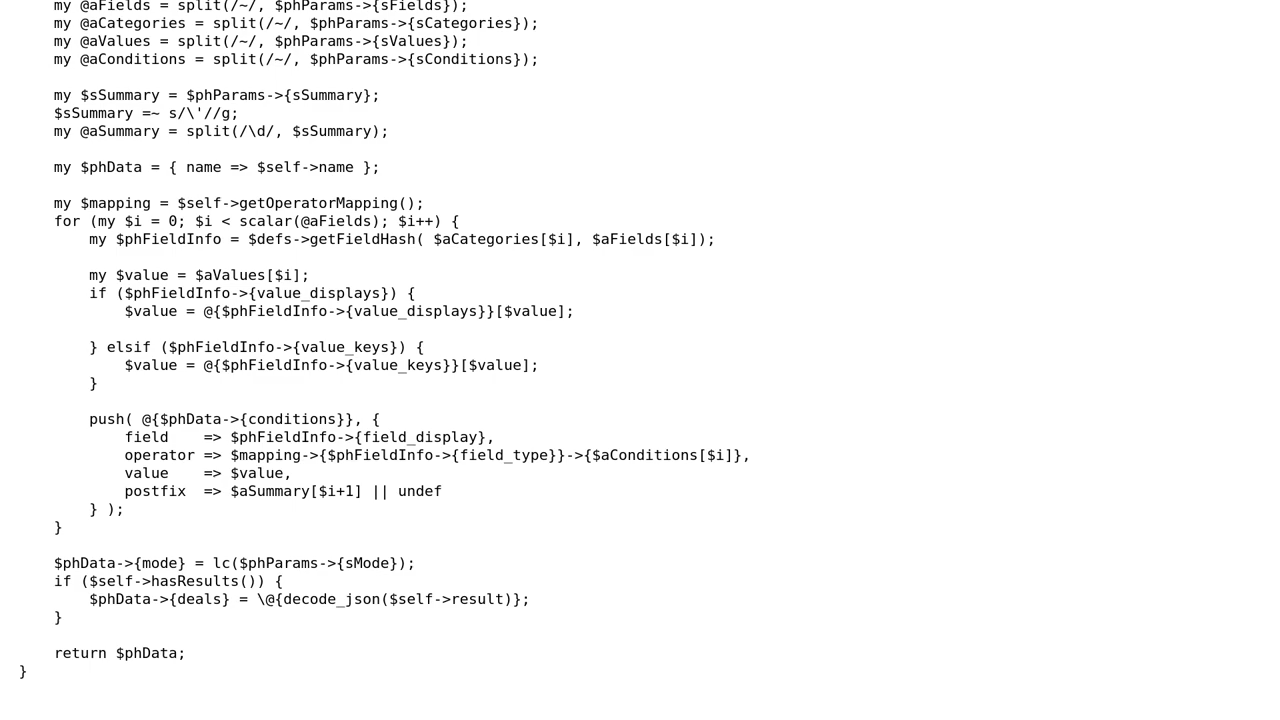 my @aFields = split(/~/, $phParams->{sFields});
my @aCategories = split(/~/, $phParams->{sCategories});
my @aValues = split(/~/, $phParams->{sValues});
my @aConditions = split(/~/, $phParams->{sConditions});
my $sSummary = $phParams->{sSummary};
$sSummary =~ s/\'//g;
my @aSummary = split(/\d/, $sSummary);
my $phData = { name => $self->name };
my $mapping = $self->getOperatorMapping();
for (my $i = 0; $i < scalar(@aFields); $i++) {
my $phFieldInfo = $defs->getFieldHash( $aCategories[$i], $aFields[$i]);
my $value = $aValues[$i];
if ($phFieldInfo->{value_displays}) {
$value = @{$phFieldInfo->{value_displays}}[$value];
} elsif ($phFieldInfo->{value_keys}) {
$value = @{$phFieldInfo->{value_keys}}[$value];
}
push( @{$phData->{conditions}}, {
field    => $phFieldInfo->{field_display},
operator => $mapping->{$phFieldInfo->{field_type}}->{$aConditions[$i]},
value    => $value,
postfix  => $aSummary[$i+1] || undef
} );
}
$phData->{mode} = lc($phParams->{sMode});
if ($self->hasResults()) {
$phData->{deals} = \@{decode_json($self->result)};
}
return $phData;
}